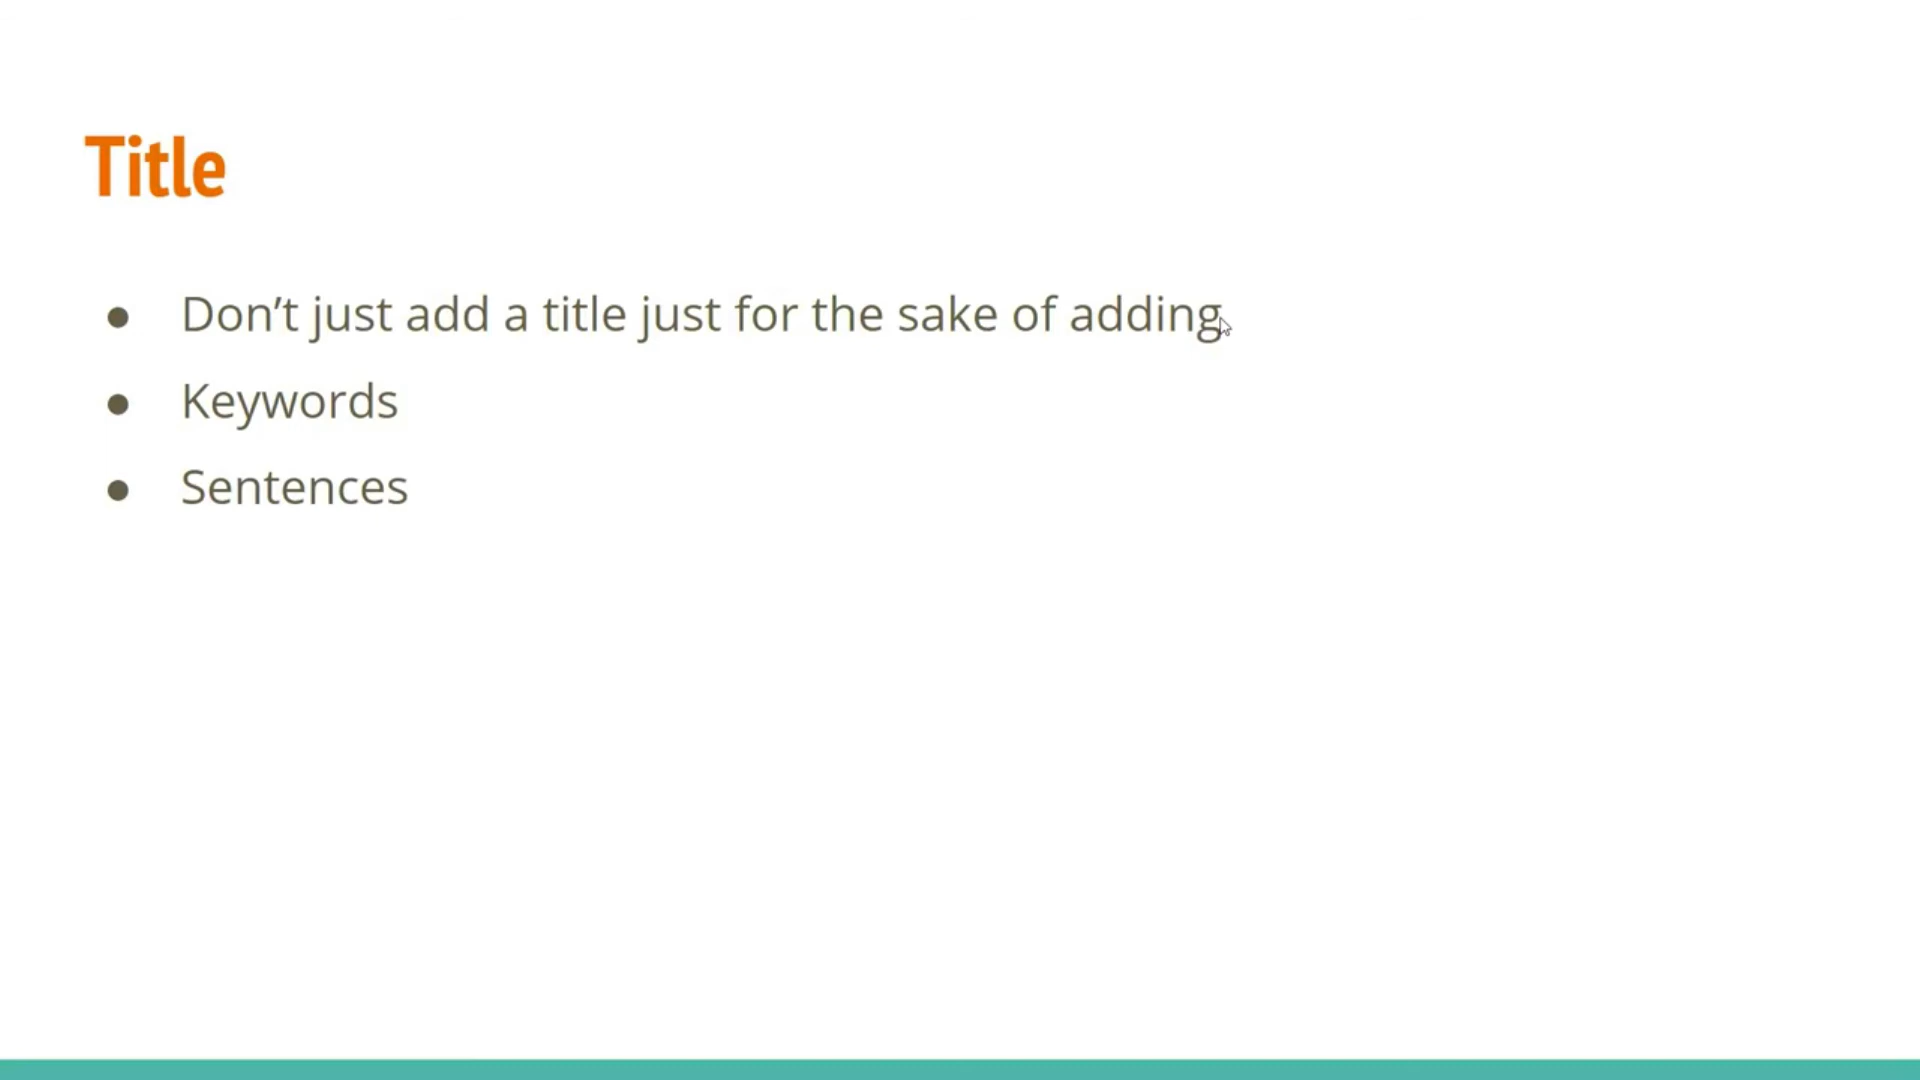 Title
● Don’t just add a title just for the sake of adding
● Keywords
● Sentences